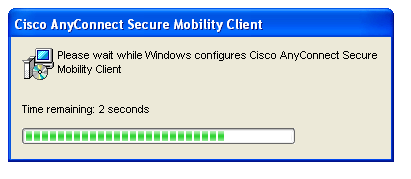 Cisco AnyConnect Secure Mobility Client
Please wait while Windows configures Cisco AnyConnect Secure
Mobility Client
Time remaining: 2 seconds